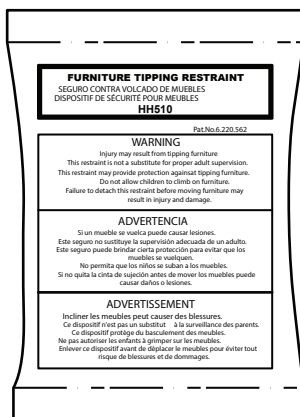 FURNITURE TIPPING RESTRAINT
SEGURO CONTRA VOLCADO DE MUEBLES
DISPOSITIF DE SÉCURITÉ POUR MEUBLES
HH510
Pat.No.6.220.562
WARNING
Injury may result from tipping furniture
This restraint is not a substitute for proper adult supervision.
This restraint may provide protection againsat tipping furniture.
Do not allow children to climb on furniture.
Failure to detach this restraint before moving furniture may
result in injury and damage.
ADVERTENCIA
Si un mueble se vuelca puede causar lesiones.
Este seguro no sustituye la supervisión adecuada de un adulto.
Este seguro puede brindar cierta protección para evitar que los
muebles se vuelquen.
No permita que los niños se suban a los muebles.
Si no quita la cinta de sujeción antes de mover los muebles puede
causar daños o lesiones.
ADVERTISSEMENT
Incliner les meubles peut causer des blessures.
Ce dispositif n'est pas un substitut à la surveillance des parents.
Ce dispositif protège du basculement des meubles.
Ne pas autoriser les enfants à grimper sur les meubles.
Enlever ce dispositif avant de déplacer le meubles pour éviter tout
risque de blessures et de dommages.